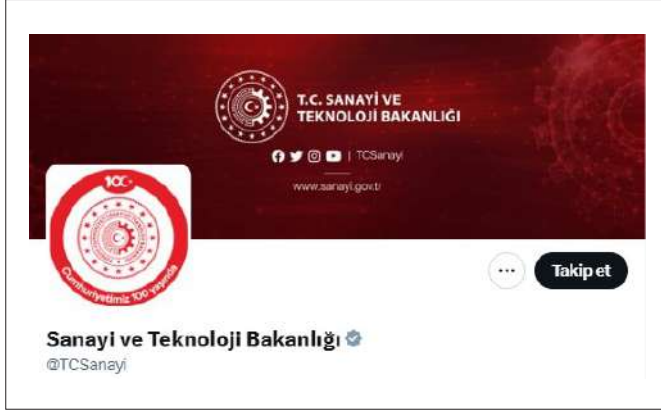 T.C. SANAYİ VE
TEKNOLOJİ BAKANLIĞI
| TCSanayi
www.sanayi.gov.tr
100
Cumhuriyetimiz 100 yaşında
Takip et
Sanayi ve Teknoloji Bakanlığı
@TCSanayi